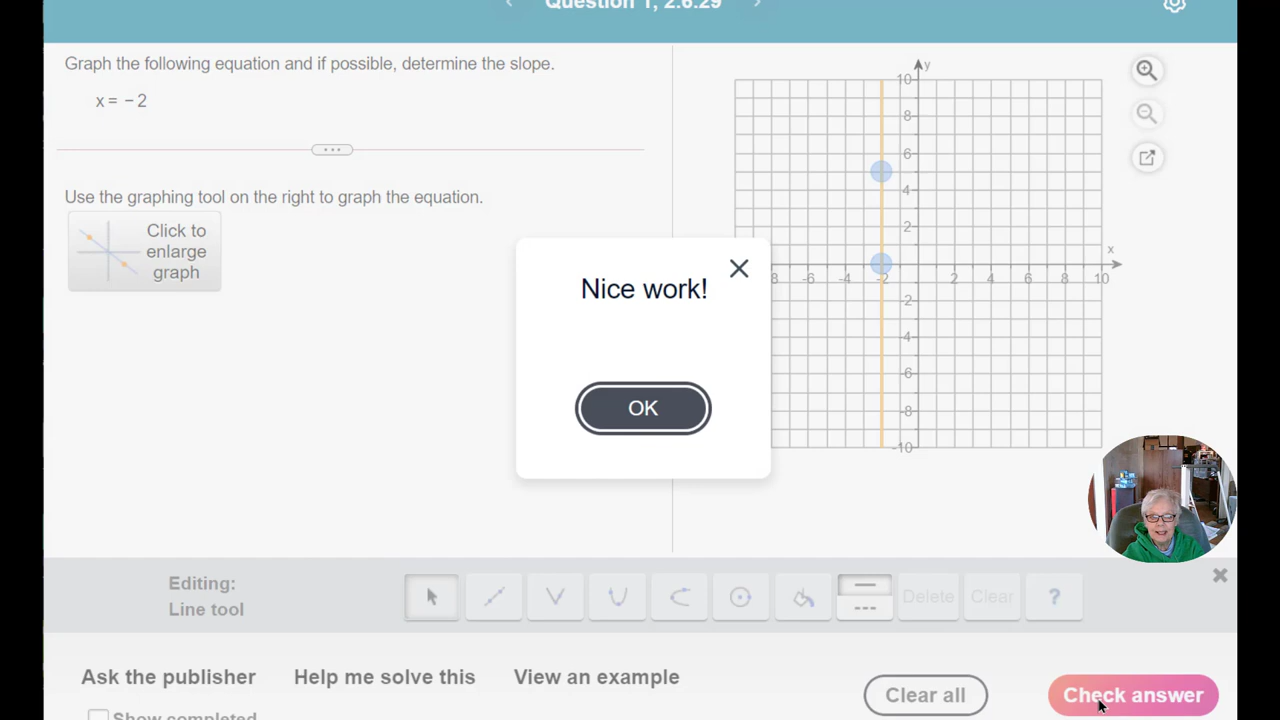 Question 1, 2.6.29
Graph the following equation and if possible, determine the slope.
x = − 2
Use the graphing tool on the right to graph the equation.
Click to
enlarge
graph
y
10
8
6
4
2
x
8
-6
-4
-2
2
4
6
8
10
-2
-4
-6
-8
-10
Nice work!
OK
Editing:
Line tool
Delete
Clear
?
Ask the publisher
Help me solve this
View an example
Clear all
Check answer
Show completed